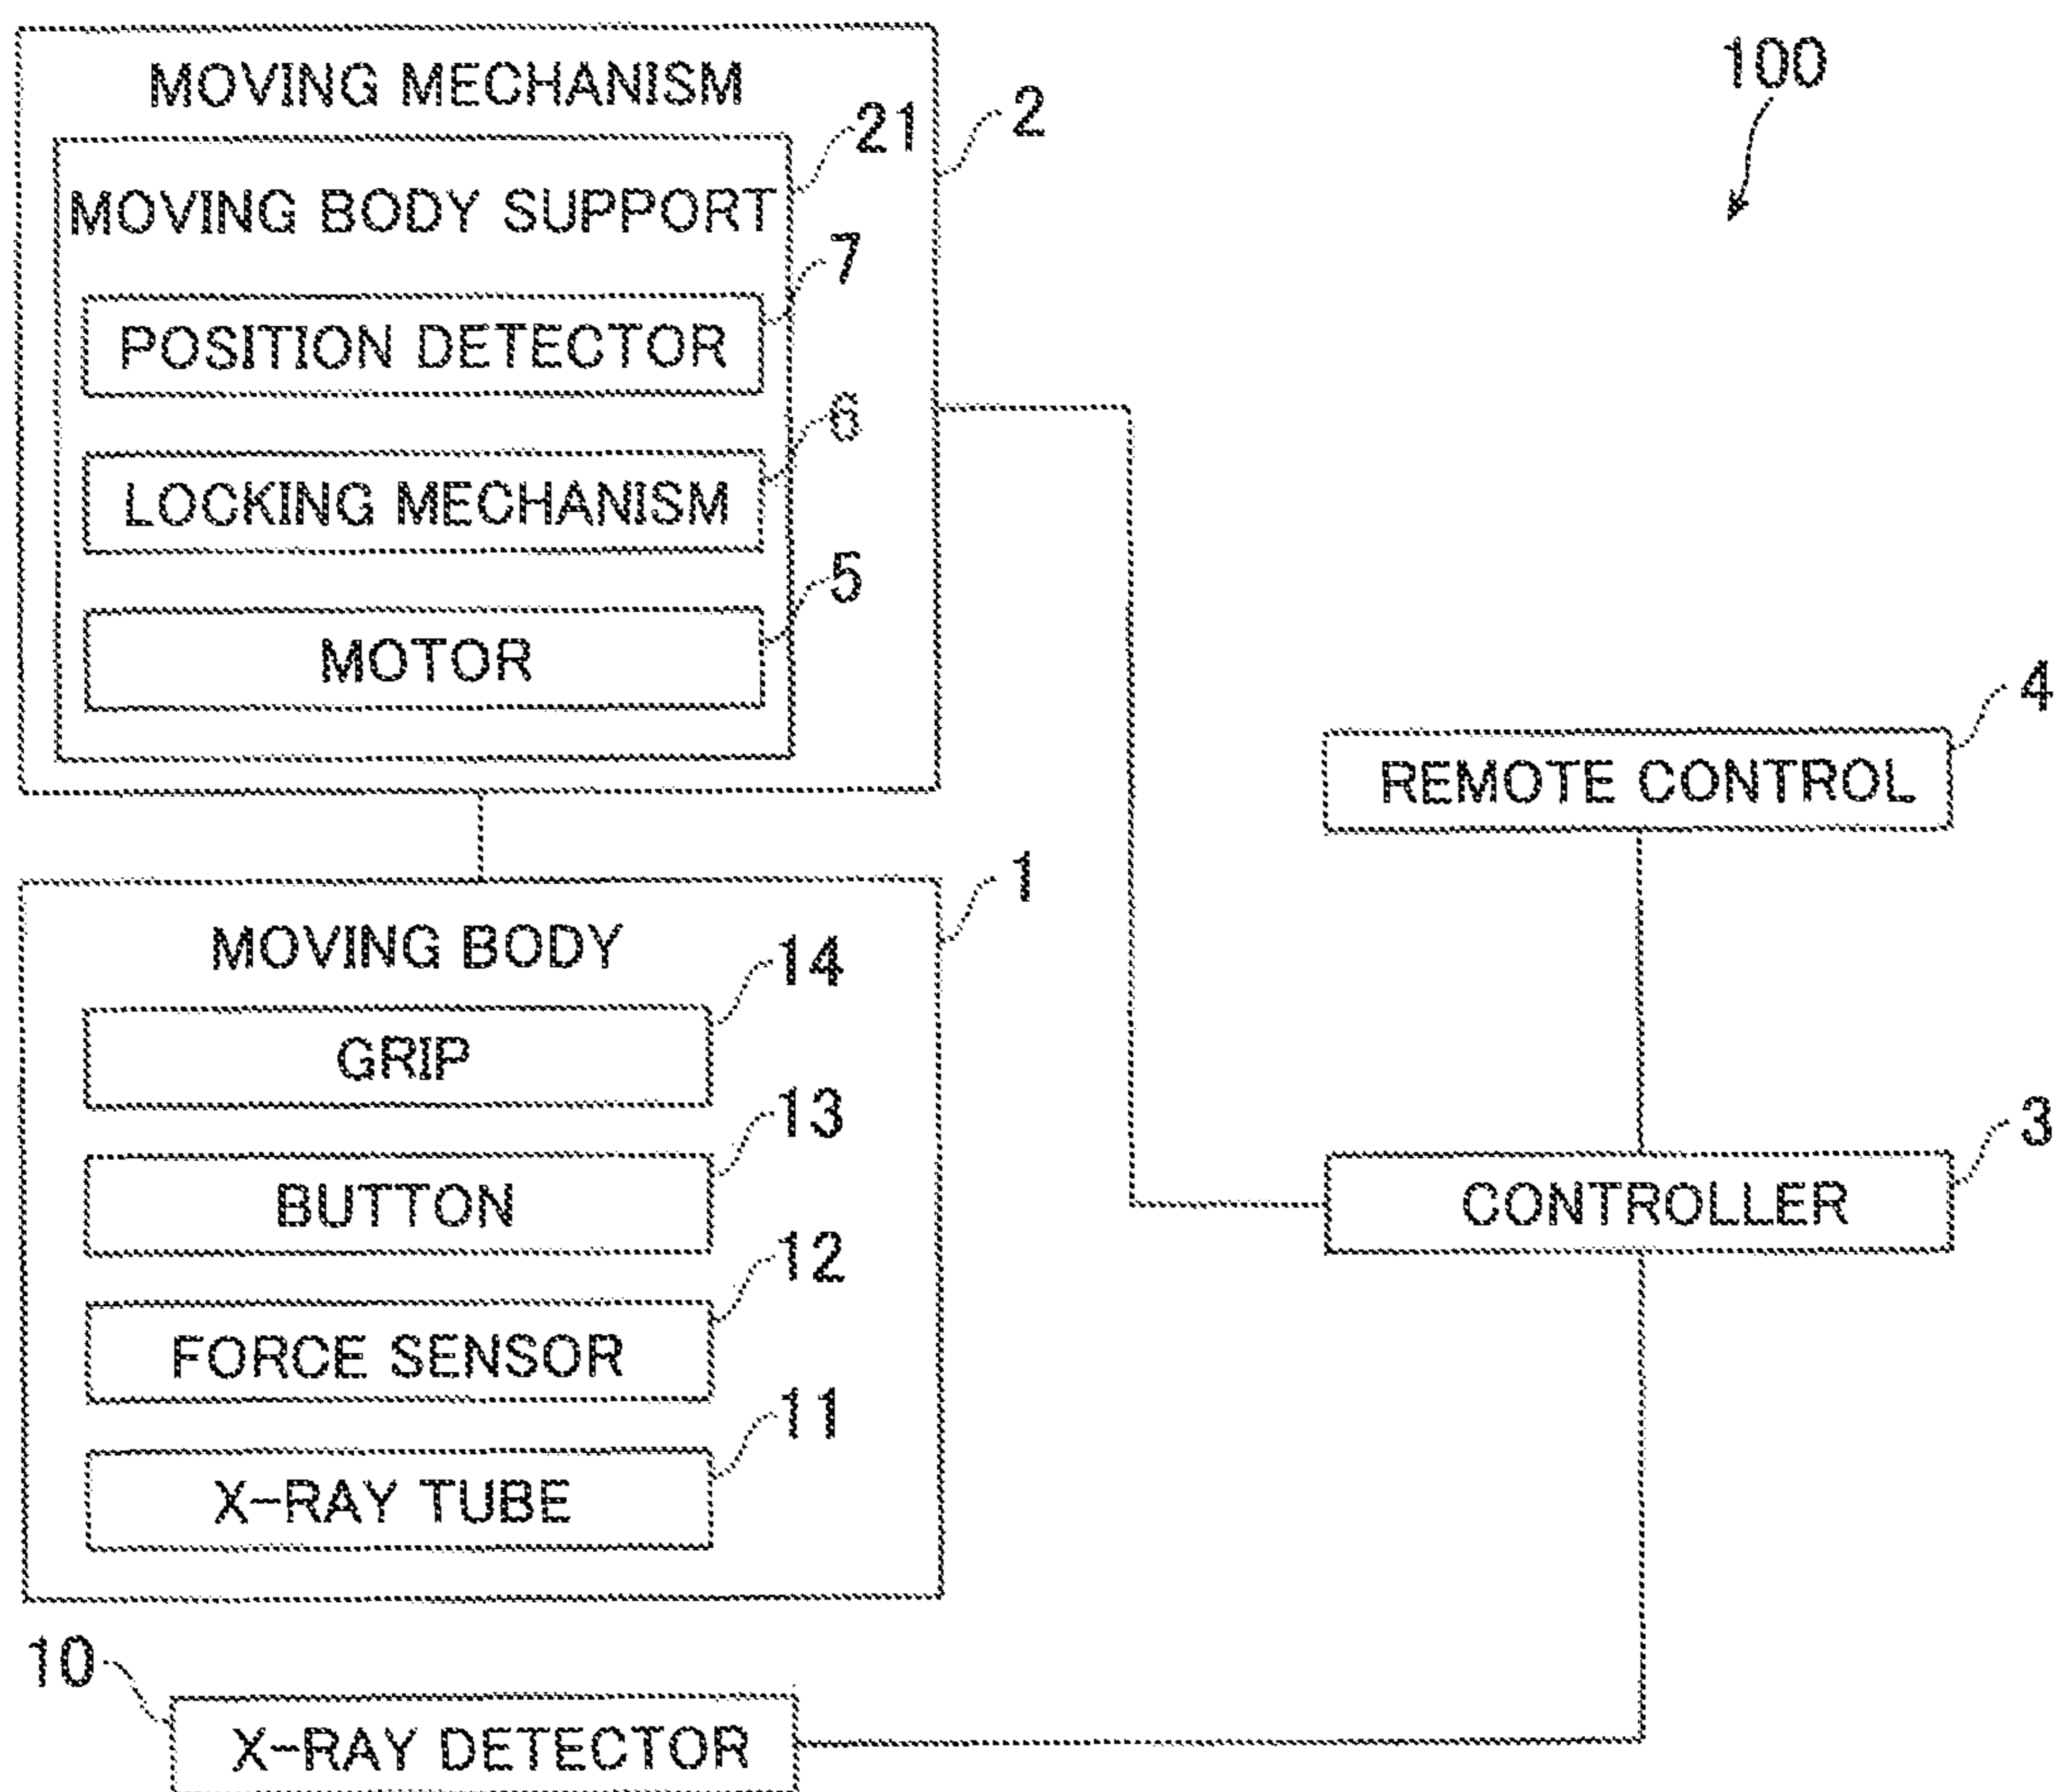 100
MOVING MECHANISM
2
21
MOVING BODY SUPPORT
7
POSITION DETECTOR
6
LOCKING MECHANISM
5
MOTOR
4
REMOTE CONTROL
1
MOVING BODY
14
GRIP
13
BUTTON
3
CONTROLLER
12
FORCE SENSOR
11
X-RAY TUBE
10
X-RAY DETECTOR